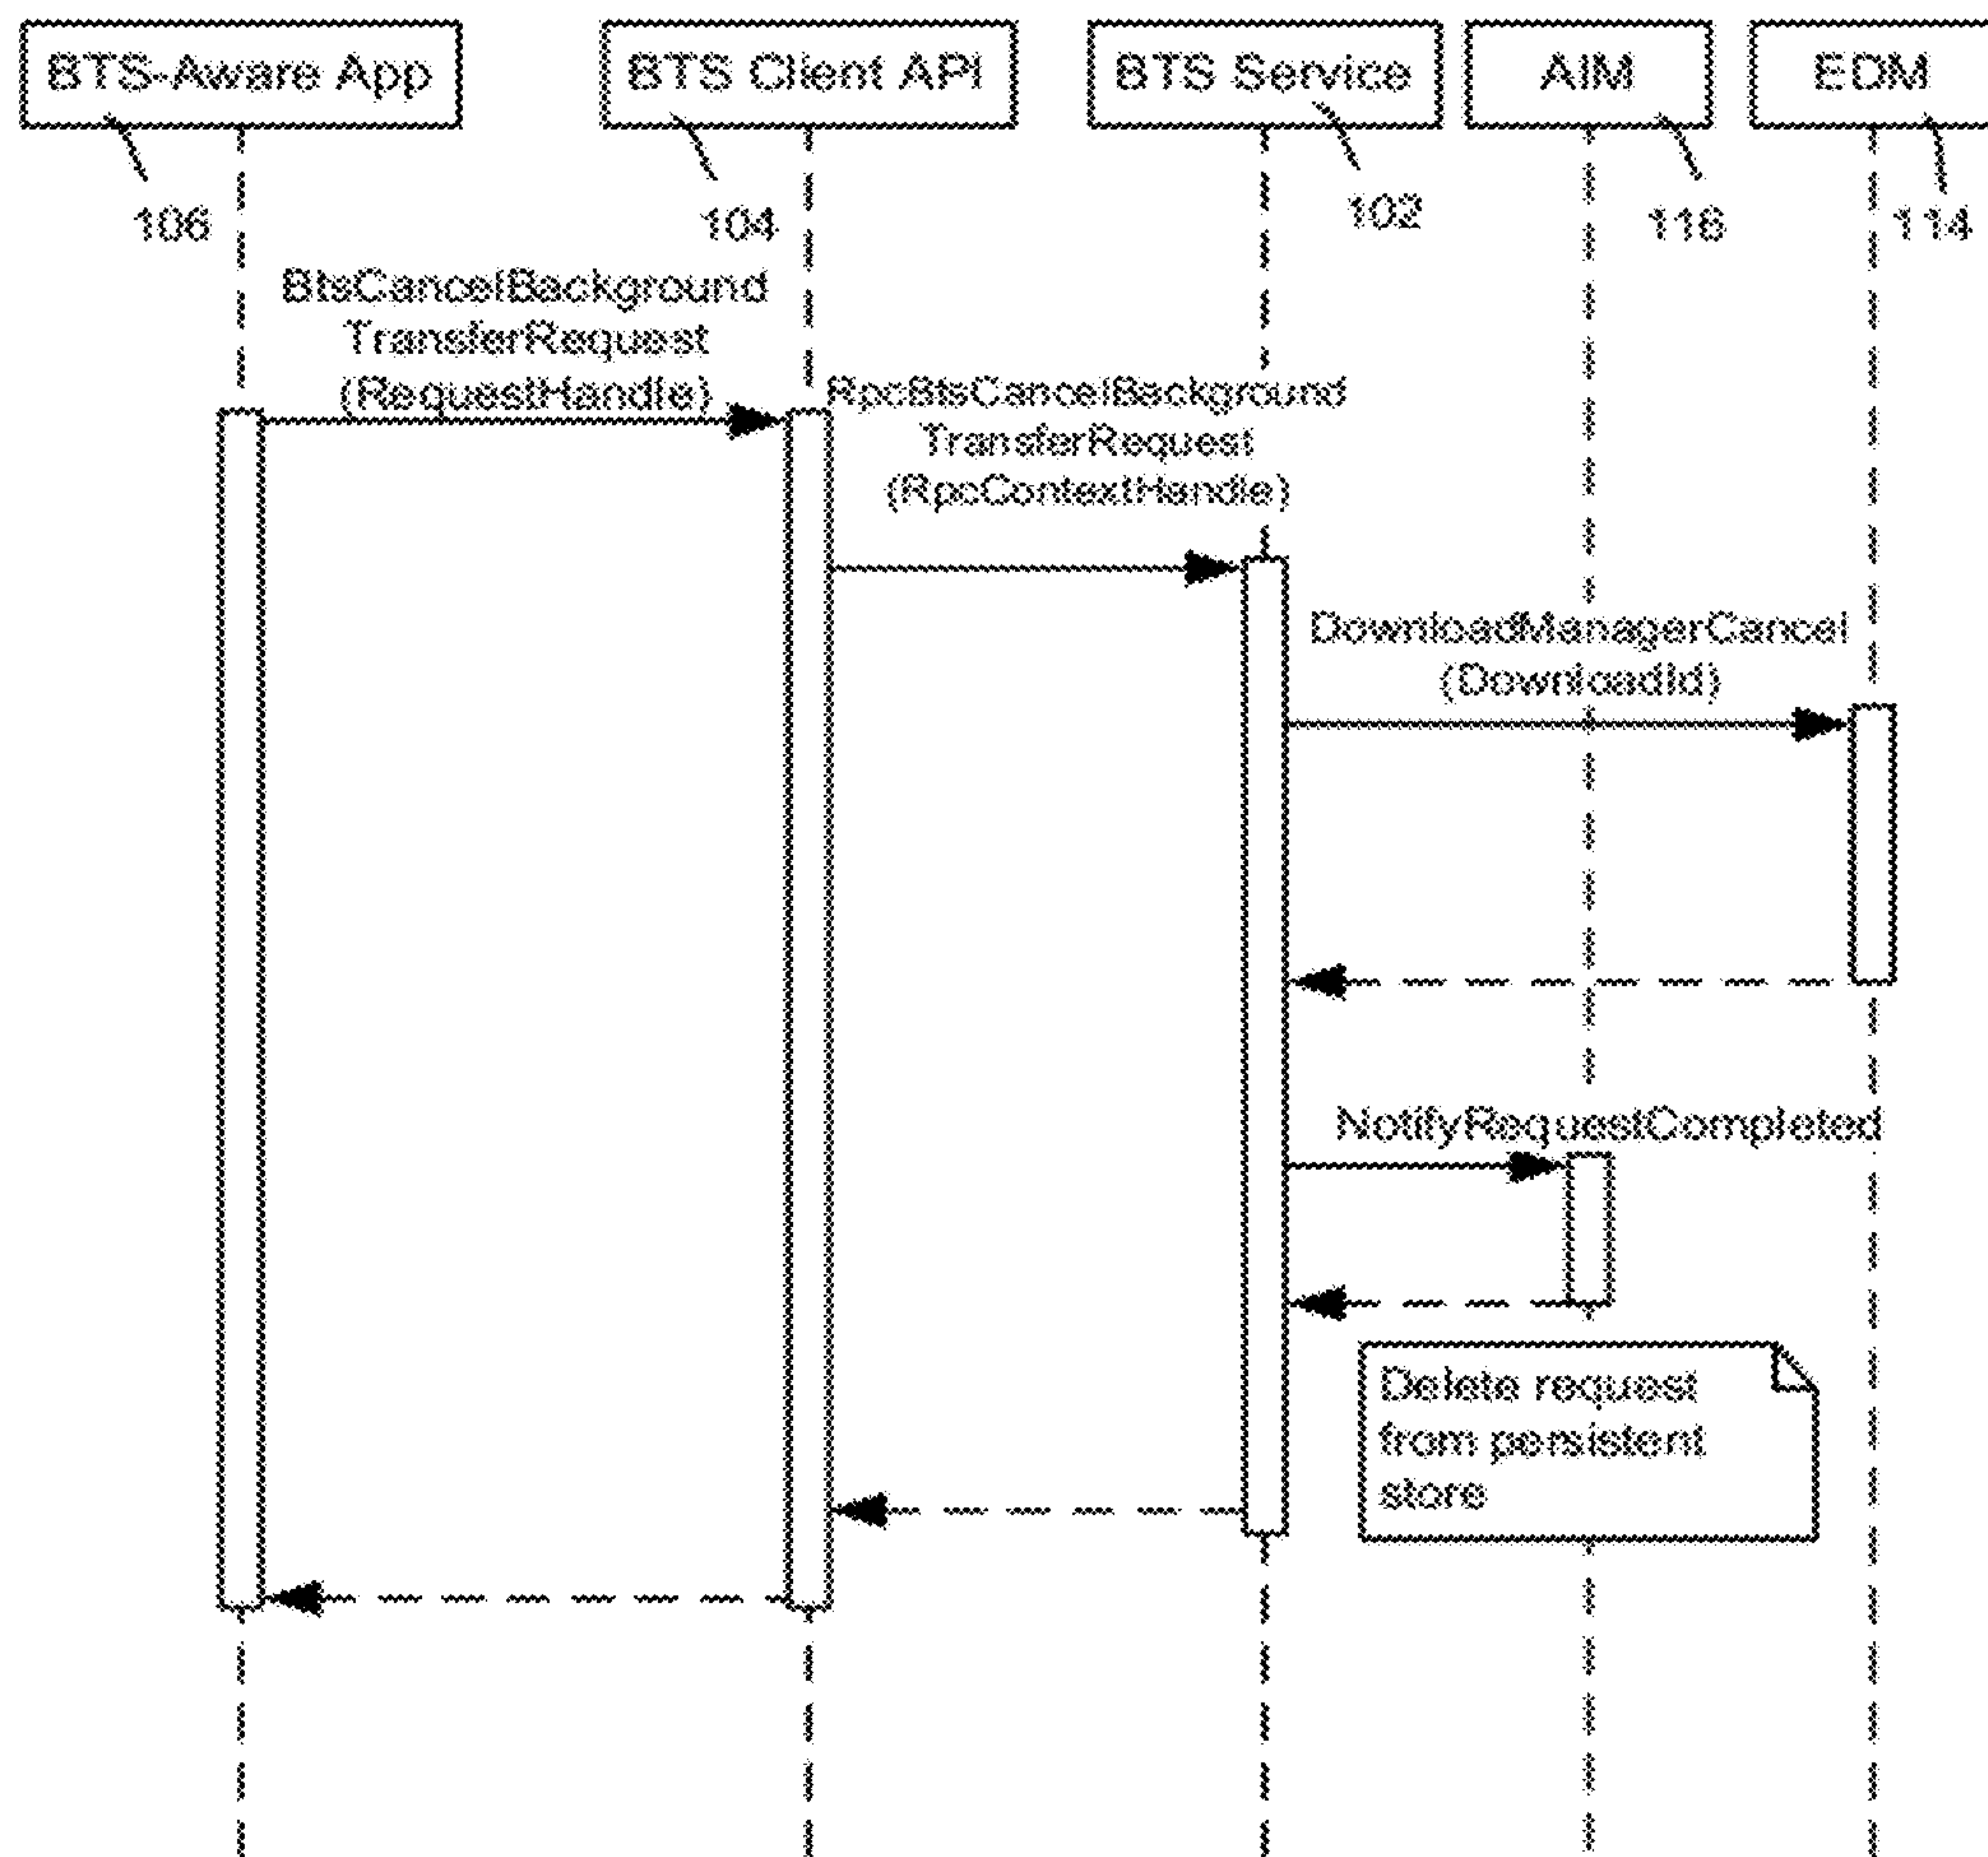 BTS-Aware App
BTS Client API
BTS Service
AIM
EDM
106
104
102
116
114
BtsCancelBackground
TransferRequest
(RequestHandle)
RpcBtsCancelBackground
TransferRequest
(RpcContextHandle)
DownloadManagerCancel
(DownloadId)
NotifyRequestCompleted
Delete request
from persistent
store